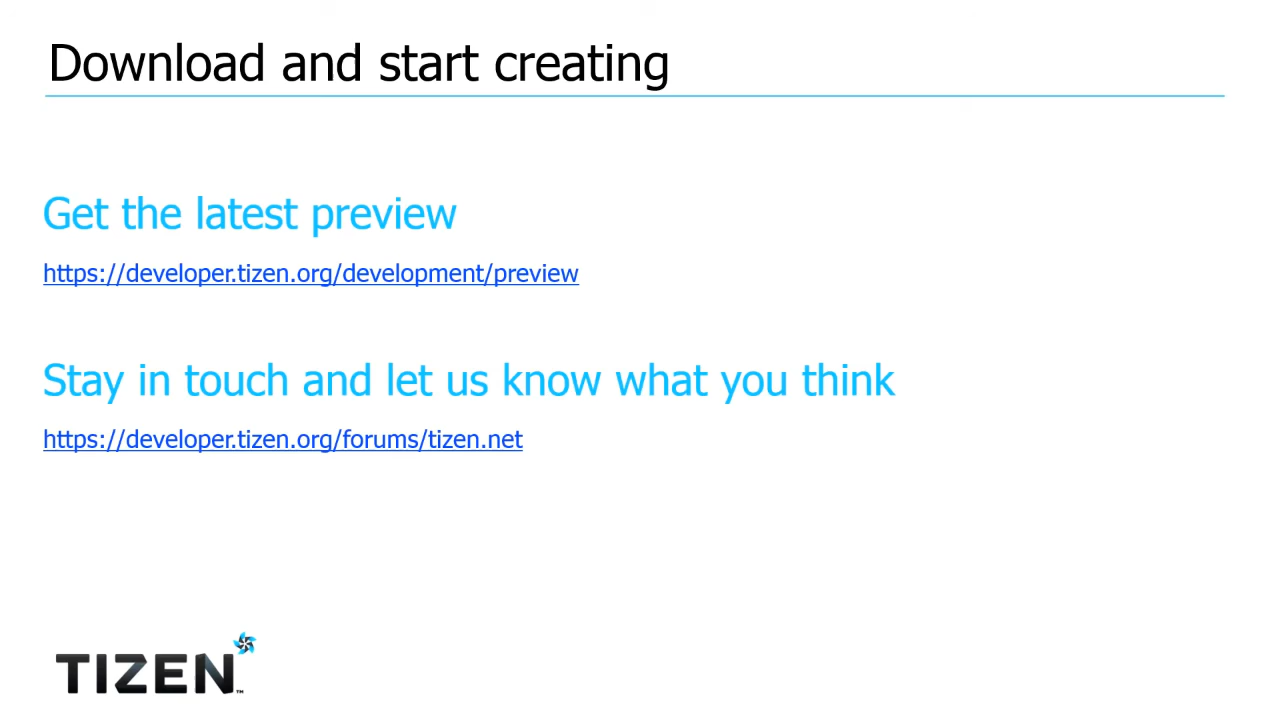 Download and start creating
Get the latest preview
https://developer.tizen.org/development/preview
Stay in touch and let us know what you think
https://developer.tizen.org/forums/tizen.net
TIZEN™